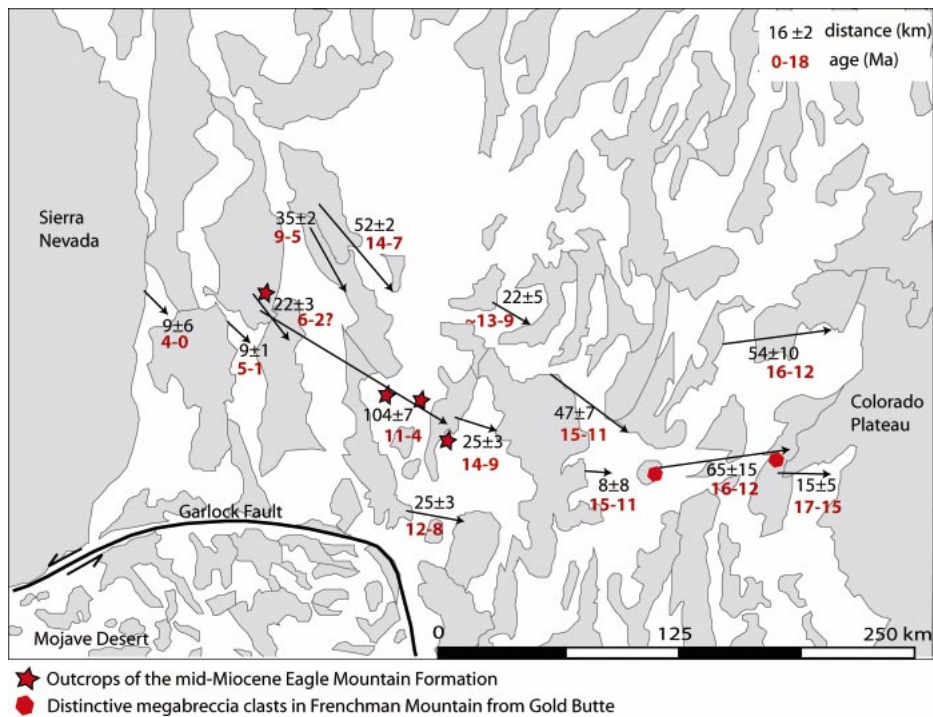 16 ±2 distance (km)
0-18 age (Ma)
Sierra
Nevada
35±2
9-5
52±2
14-7
22±3
6-2?
9±6
4-0
9±1
5-1
22±5
~13-9
54±10
16-12
104±7
11-4
47±7
15-11
Colorado
Plateau
25±3
14-9
8±8
15-11
65±15
16-12
15±5
17-15
25±3
12-8
Garlock Fault
Mojave Desert
0 125 250 km
Outcrops of the mid-Miocene Eagle Mountain Formation
Distinctive megabreccia clasts in Frenchman Mountain from Gold Butte